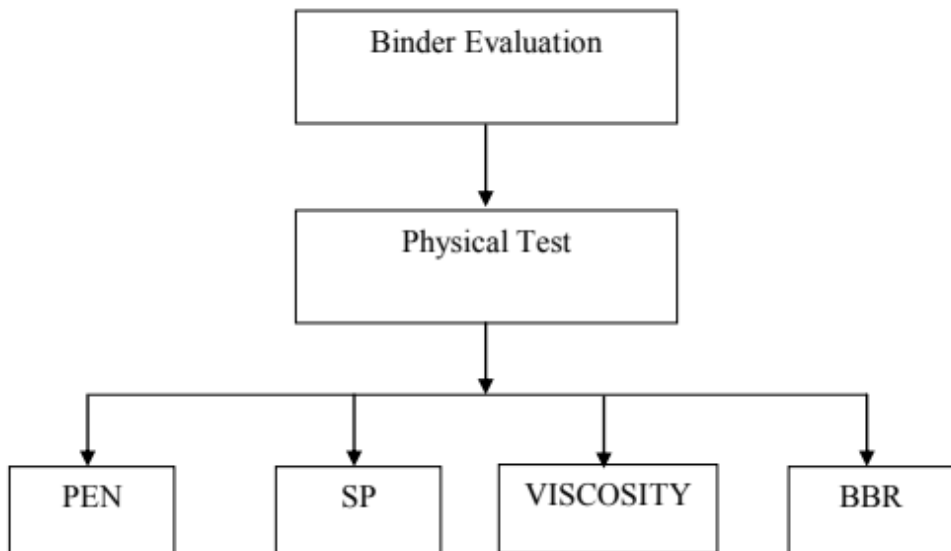 Binder Evaluation
Physical Test
PEN
SP
VISCOSITY
BBR